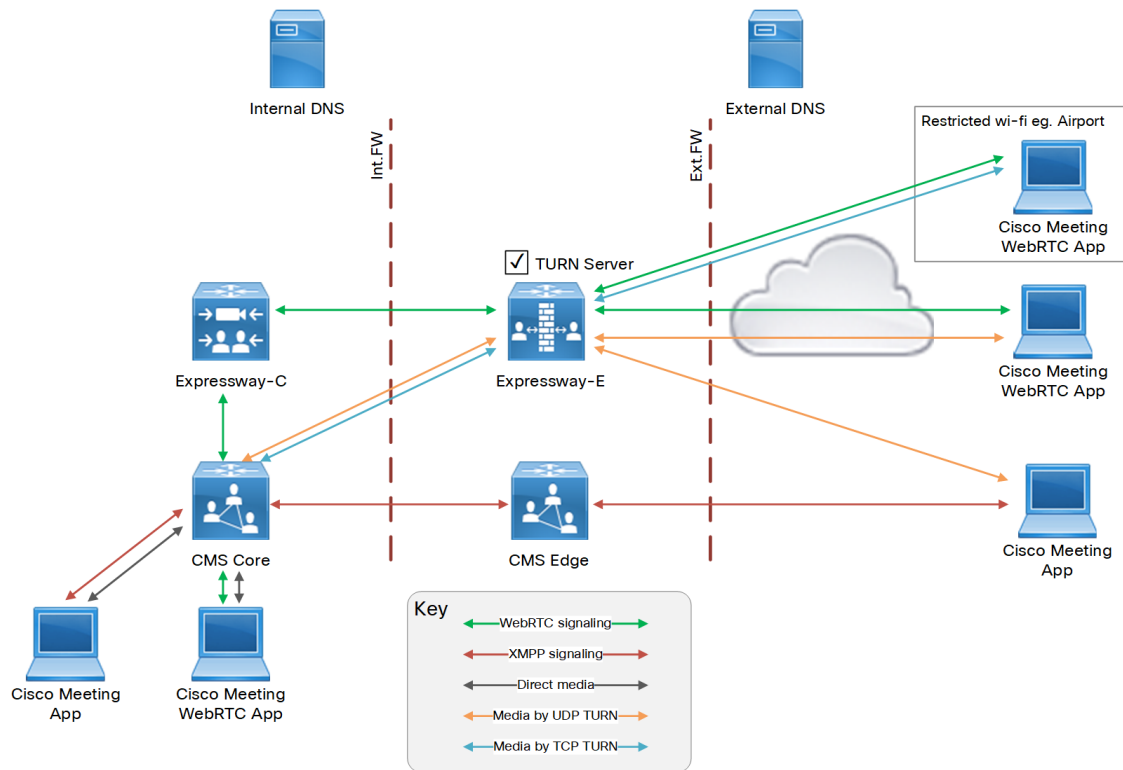 Internal DNS
External DNS
Int.FW
Ext.FW
Restricted wi-fi eg. Airport
Cisco Meeting
WebRTC App
TURN Server
Expressway-C
Expressway-E
Cisco Meeting
WebRTC App
CMS Core
CMS Edge
Cisco Meeting
App
Cisco Meeting
App
Cisco Meeting
WebRTC App
Key
WebRTC signaling
XMPP signaling
Direct media
Media by UDP TURN
Media by TCP TURN